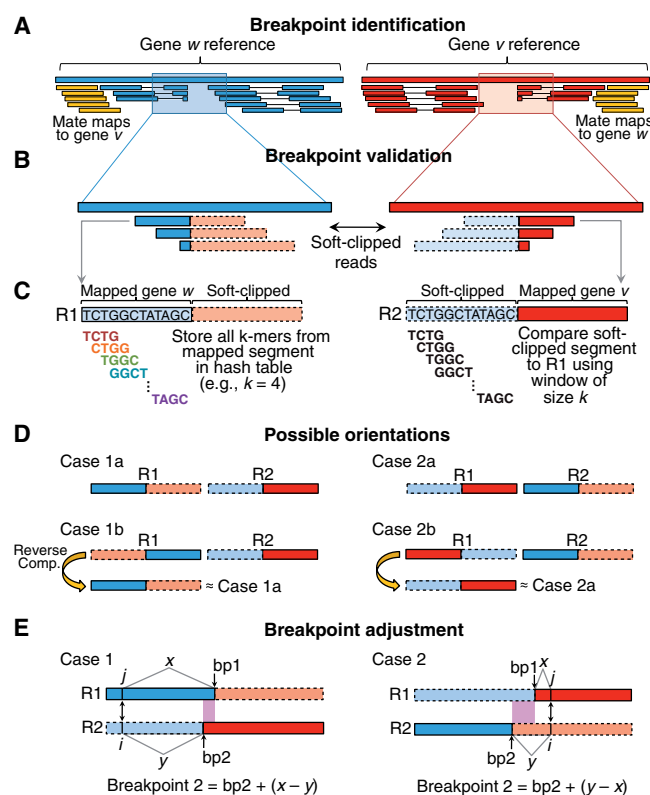 A
Breakpoint identification
Gene w reference
Gene v reference
Mate maps
to gene v
Mate maps
to gene w
B
Breakpoint validation
Soft-clipped
reads
C
Mapped gene w
Soft-clipped
R1
TCTGGCTATAGC
TCTG
CTGG
TGGC
GGCT
TAGC
Store all k-mers from
mapped segment
in hash table
(e.g., k = 4)
Soft-clipped
Mapped gene v
R2
TCTGGCTATAGC
TCTG
CTGG
TGGC
GGCT
TAGC
Compare soft-
clipped segment
to R1 using
window of
size k
D
Possible orientations
Case 1a
R1
R2
Case 2a
R1
R2
Case 1b
R1
R2
Reverse
Comp.
≈ Case 1a
Case 2b
R1
R2
≈ Case 2a
E
Breakpoint adjustment
Case 1
j
x
bp1
R1
R2
i
y
bp2
Breakpoint 2 = bp2 + (x – y)
Case 2
bp1
x
j
R1
R2
bp2
y
i
Breakpoint 2 = bp2 + (y – x)